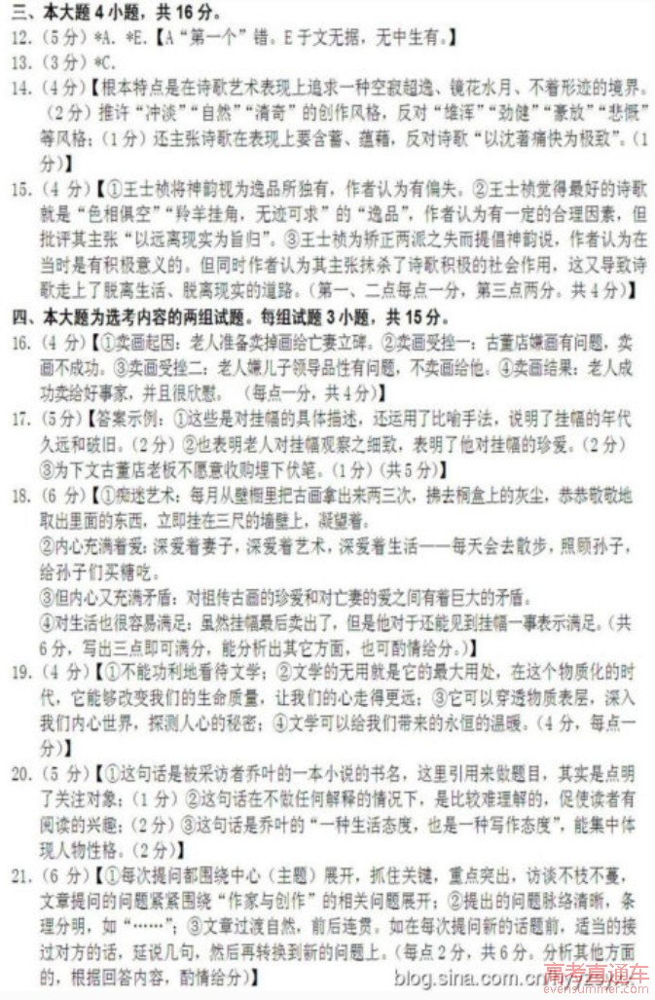 三、本大题4小题，共16分。
12.（5分）*A. *E.【A“第一个”错。E于文无据，无中生有。】
13.（3分）*C.
14.（4分）【根本特点是在诗歌艺术表现上追求一种空寂超逸、镜花水月、不着形迹的境界。
（2分）推许“冲淡”“自然”“清奇”的创作风格，反对“雄浑”“劲健”“豪放”“悲慨”
等风格；（1分）还主张诗歌在表现上要含蓄、蕴藉，反对诗歌“以沈著痛快为极致”。（1
分）】
15.（4 分）【①王士桢将神韵视为逸品所独有，作者认为有偏失。②王士桢觉得最好的诗歌
就是“色相俱空”“羚羊挂角，无迹可求”的“逸品”，作者认为有一定的合理因素，但
批评其主张“以远离现实为旨归”。③王士桢为矫正两派之失而提倡神韵说，作者认为在
当时是有积极意义的。但同时作者认为其主张抹杀了诗歌积极的社会作用，这又导致诗
歌走上了脱离生活、脱离现实的道路。（第一、二点每点一分，第三点两分。共4分）】
四、本大题为选考内容的两组试题。每组试题3小题，共15分。
16.（4 分）【①卖画起因：老人准备卖掉画给亡妻立碑。②卖画受挫一：古董店嫌画有问题，卖
画不成功。③卖画受挫二：老人嫌儿子领导品性有问题，不卖画给他。④卖画结果：老人成
功卖给好事家，并且很欣慰。（每点一分，共4分）】
17.（5分）【答案示例：①这些是对挂幅的具体描述，还运用了比喻手法，说明了挂幅的年代
久远和破旧。（2分）②也表明老人对挂幅观察之细致，表明了他对挂幅的珍爱。（2分）
③为下文古董店老板不愿意收购埋下伏笔。（1分）（共5分）】
18.（6 分）【①痴迷艺术：每月从壁橱里把古画拿出来两三次，拂去桐盒上的灰尘，恭恭敬敬地
取出里面的东西，立即挂在三尺的墙壁上，凝望着。
②内心充满着爱：深爱着妻子，深爱着艺术，深爱着生活——每天会去散步，照顾孙子，
给孙子们买糖吃。
③但内心又充满矛盾：对祖传古画的珍爱和对亡妻的爱之间有着巨大的矛盾。
④对生活也很容易满足：虽然挂幅最后卖出了，但是他对于还能见到挂幅一事表示满足。（共
6分，写出三点即可满分，能分析出其它方面，也可酌情给分。）】
19.（4 分）【①不能功利地看待文学；②文学的无用就是它的最大用处，在这个物质化的时
代，它能够改变我们的生命质量，让我们的心走得更远；③它可以穿透物质表层，深入
我们内心世界，探测人心的秘密；④文学可以给我们带来的永恒的温暖。（4分，每点一
分）】
20.（5 分）【①这句话是被采访者乔叶的一本小说的书名，这里引用来做题目，其实是点明
了关注对象；（1 分）②这句话在不做任何解释的情况下，是比较难理解的，促使读者有
阅读的兴趣；（2 分）③这句话是乔叶的“一种生活态度，也是一种写作态度”，能集中体
现人物性格。（2分）】
21.（6 分）【①每次提问都围绕中心（主题）展开，抓住关键，重点突出，访谈不枝不蔓，
文章提问的问题紧紧围绕“作家与创作”的相关问题展开；②提出的问题脉络清晰，条
理分明，如“……”；③文章过渡自然，前后连贯。如在每次提问新的话题前，适当的接
过对方的话，延说几句，然后再转换到新的问题上。（每点2分，共6分。分析其他方面
的，根据回答内容，酌情给分）】
高考直通车
blog.sina.com.cn
evensummer.com